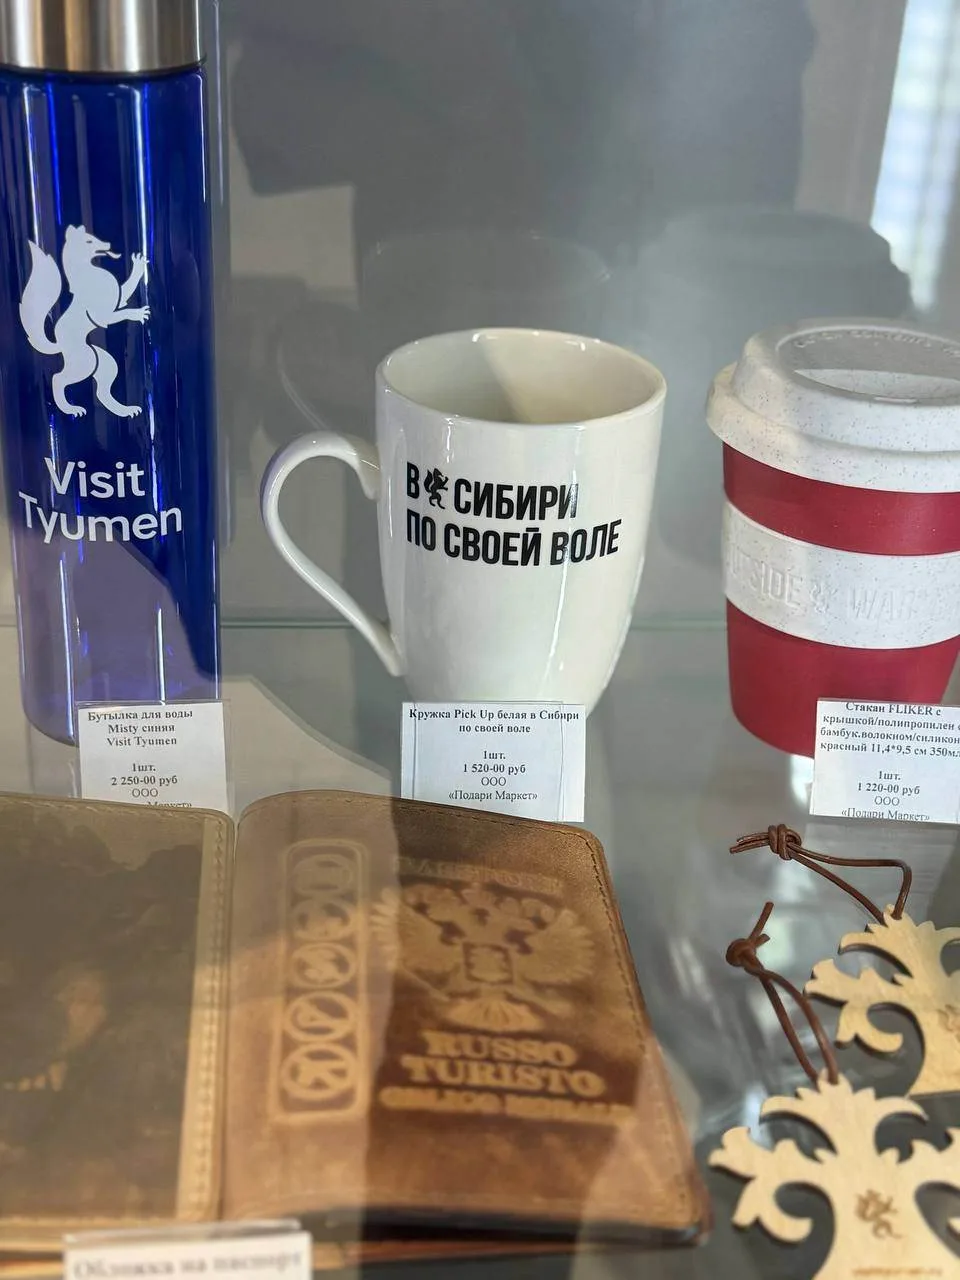 Visit
Tyumen
В СИБИРИ
ПО СВОЕЙ ВОЛЕ
Бутылка для воды
Misty синяя
Visit Tyumen
1шт.
2 250-00 руб
ООО
Маркет»
Кружка Pick Up белая в Сибири
по своей воле
1шт.
1 520-00 руб
ООО
«Подари Маркет»
Стакан FLIKER с
крышкой/полипропилен с
бамбук.волокном/силикон
красный 11,4*9,5 см 350мл
1шт.
1 220-00 руб
ООО
«Подари Маркет»
RUSSO
TURISTO
Обложка на паспорт